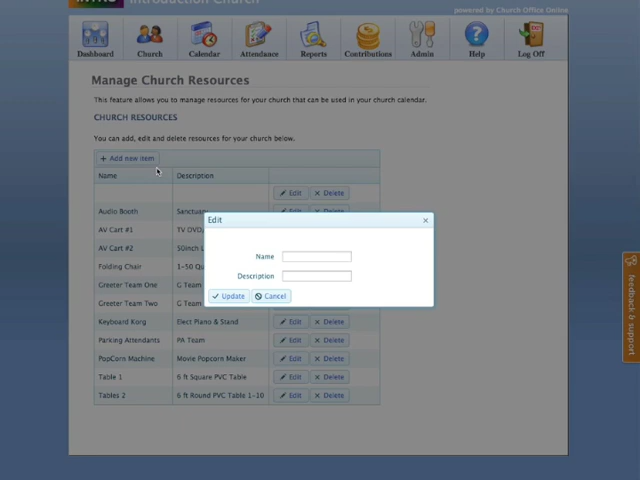 INTRO Introduction Church
powered by Church Office Online
Dashboard Church Calendar Attendance Reports Contributions Admin Help Log Off
Manage Church Resources
This feature allows you to manage resources for your church that can be used in your church calendar.
CHURCH RESOURCES
You can add, edit and delete resources for your church below.
+ Add new item
Name Description
Edit Delete
Audio Booth Sanctuary Edit Delete
AV Cart #1 TV DVD,
AV Cart #2 50inch
Folding Chair 1-50
Greeter Team One G Team
Greeter Team Two G Team
Keyboard Korg Elect Piano & Stand Edit Delete
Parking Attendants PA Team Edit Delete
PopCorn Machine Movie Popcorn Maker Edit Delete
Table 1 6 ft Square PVC Table Edit Delete
Tables 2 6 ft Round PVC Table 1-10 Edit Delete
Edit
Name
Description
Update Cancel
feedback & support